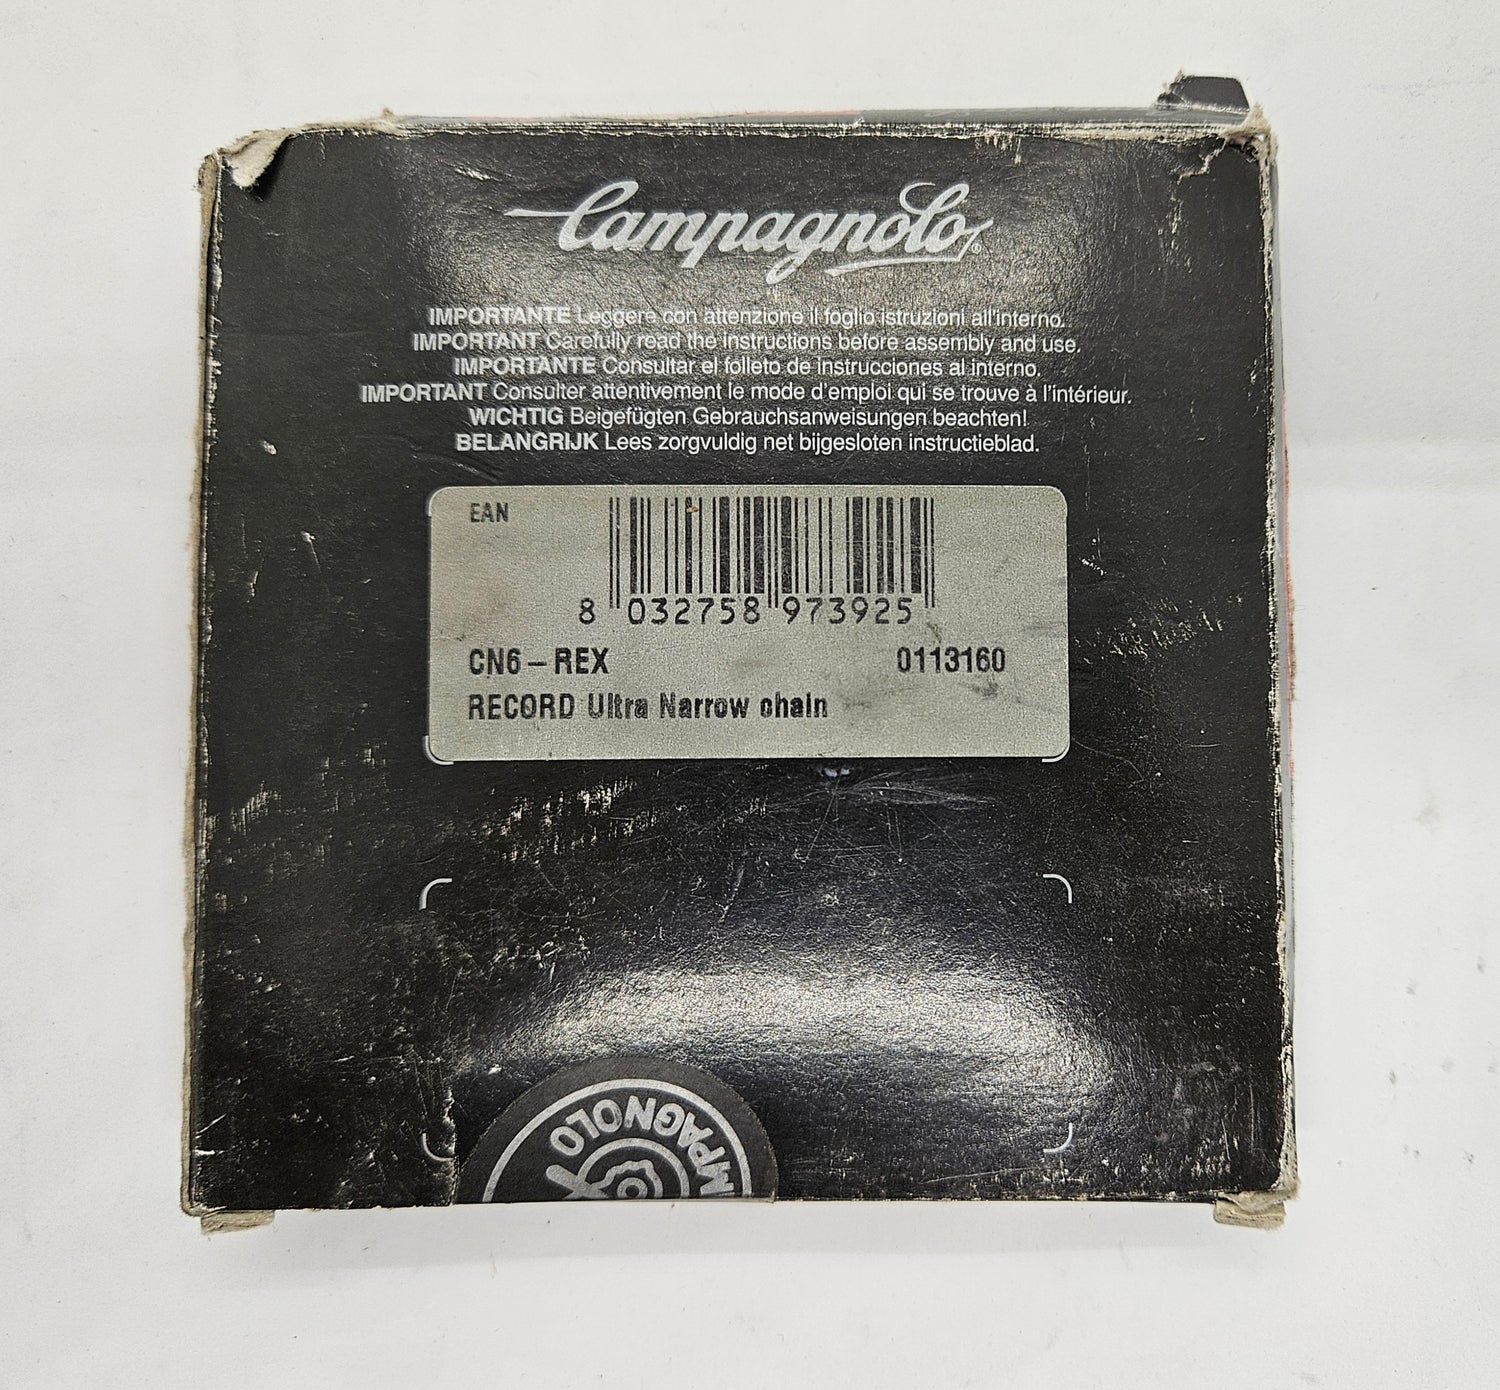 Campagnolo®
IMPORTANTE Leggere con attenzione il foglio istruzioni all'interno.
IMPORTANT Carefully read the instructions before assembly and use.
IMPORTANTE Consultar el folleto de instrucciones al interno.
IMPORTANT Consulter attentivement le mode d'emploi qui se trouve à l'intérieur.
WICHTIG Beigefügten Gebrauchsanweisungen beachten!
BELANGRIJK Lees zorgvuldig net bijgesloten instructieblad.
EAN
8 032758 973925
CN6 – REX 0113160
RECORD Ultra Narrow chain
CAMPAGNOLO
MPAGNOLO